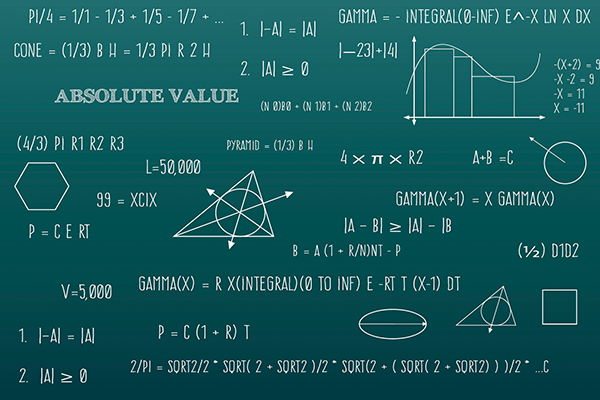 PI/4 = 1/1 - 1/3 + 1/5 - 1/7 + ...
GAMMA = - INTEGRAL(0-INF) E^-X LN X DX
1. |-A| = |A|
CONE = (1/3) B H = 1/3 PI R 2 H
|-23|+|4|
2. |A| ≥ 0
-(X+2) = 9
-X -2 = 9
-X = 11
X = -11
ABSOLUTE VALUE
(N 0)B0 + (N 1)B1 + (N 2)B2
(4/3) PI R1 R2 R3
PYRAMID = (1/3) B H
4 × π × R2
A+B =C
L=50,000
99 = XCIX
GAMMA(X+1) = X GAMMA(X)
P = C E RT
|A - B| ≥ |A| - |B
B = A (1 + R/N)NT - P
(½) D1D2
V=5,000
GAMMA(X) = R X(INTEGRAL)(0 TO INF) E -RT T (X-1) DT
1. |-A| = |A|
P = C (1 + R) T
2. |A| ≥ 0
2/PI = SQRT2/2 * SQRT( 2 + SQRT2 )/2 * SQRT(2 + ( SQRT( 2 + SQRT2) ) )/2 * ...C